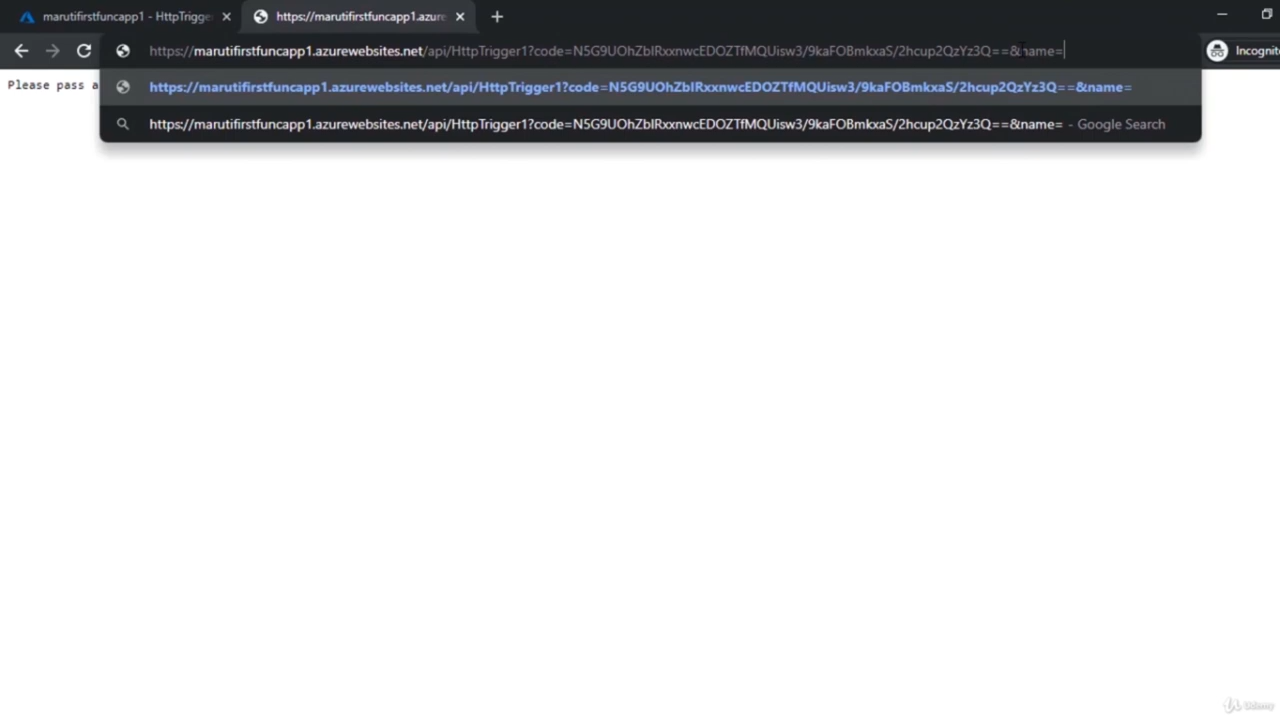 marutifirstfuncapp1 - HttpTrigge
https://marutifirstfuncapp1.azure
https://marutifirstfuncapp1.azurewebsites.net/api/HttpTrigger1?code=N5G9UOhZbIRxxnwcEDOZTfMQUisw3/9kaFOBmkxaS/2hcup2QzYz3Q==&name=
Incognito
Please pass a
https://marutifirstfuncapp1.azurewebsites.net/api/HttpTrigger1?code=N5G9UOhZbIRxxnwcEDOZTfMQUisw3/9kaFOBmkxaS/2hcup2QzYz3Q==&name=
https://marutifirstfuncapp1.azurewebsites.net/api/HttpTrigger1?code=N5G9UOhZbIRxxnwcEDOZTfMQUisw3/9kaFOBmkxaS/2hcup2QzYz3Q==&name= - Google Search
Udemy